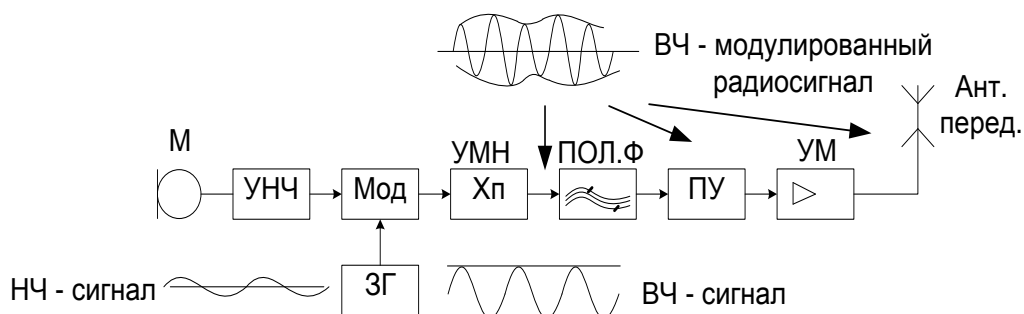 ВЧ - модулированный
радиосигнал
Ант.
перед.
М
УМН
ПОЛ.Ф
УМ
УНЧ
Мод
Хп
ПУ
НЧ - сигнал
ЗГ
ВЧ - сигнал